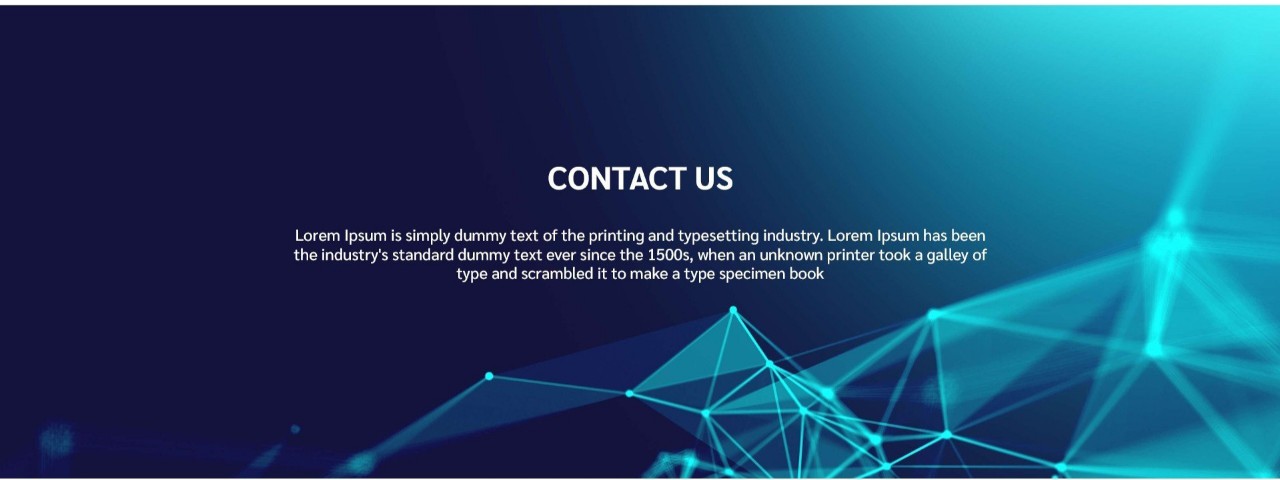 CONTACT US
Lorem Ipsum is simply dummy text of the printing and typesetting industry. Lorem Ipsum has been
the industry's standard dummy text ever since the 1500s, when an unknown printer took a galley of
type and scrambled it to make a type specimen book